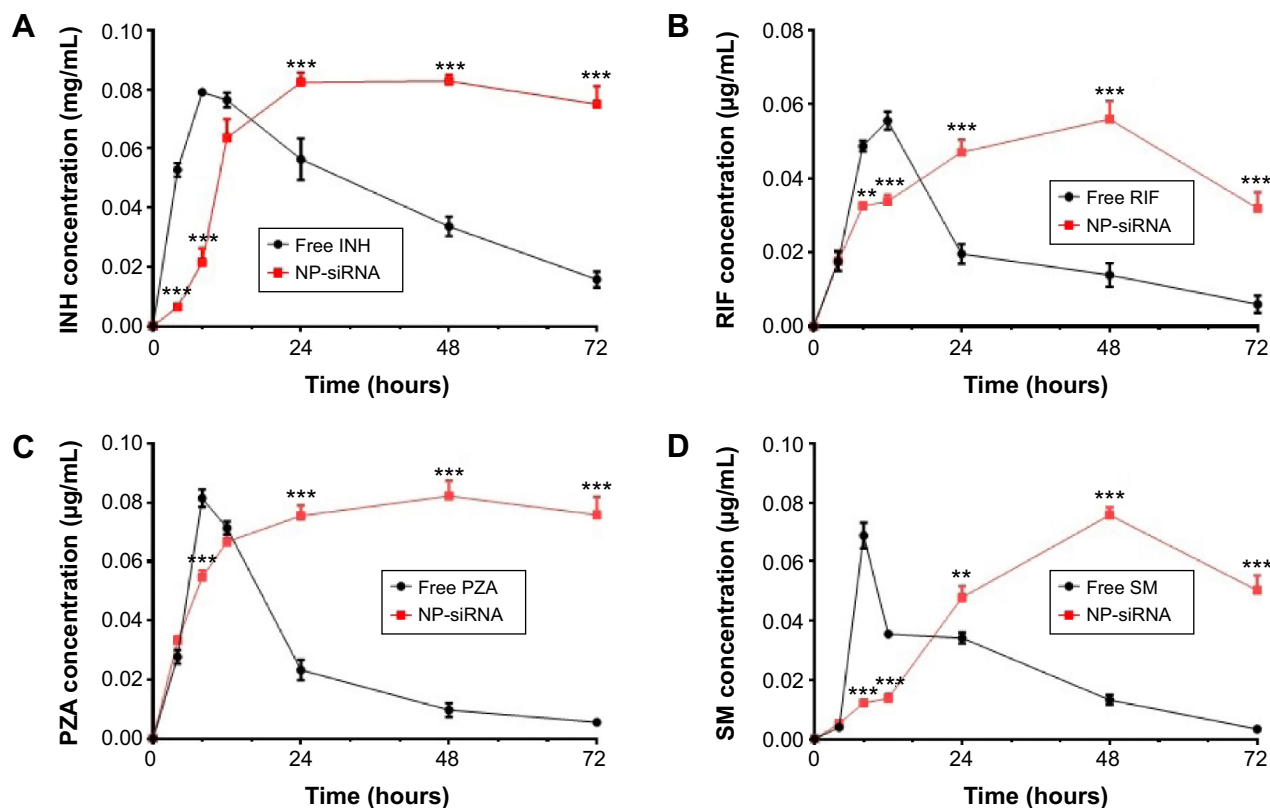 A
INH concentration (mg/mL)
0.10
0.08
0.06
0.04
0.02
0.00
***
***
***
***
***
Free INH
NP-siRNA
0
24
48
72
Time (hours)
B
RIF concentration (µg/mL)
0.08
0.06
0.04
0.02
0.00
**
***
***
***
***
Free RIF
NP-siRNA
0
24
48
72
Time (hours)
C
PZA concentration (µg/mL)
0.10
0.08
0.06
0.04
0.02
0.00
***
***
***
***
Free PZA
NP-siRNA
0
24
48
72
Time (hours)
D
SM concentration (µg/mL)
0.10
0.08
0.06
0.04
0.02
0.00
***
***
**
***
***
Free SM
NP-siRNA
0
24
48
72
Time (hours)